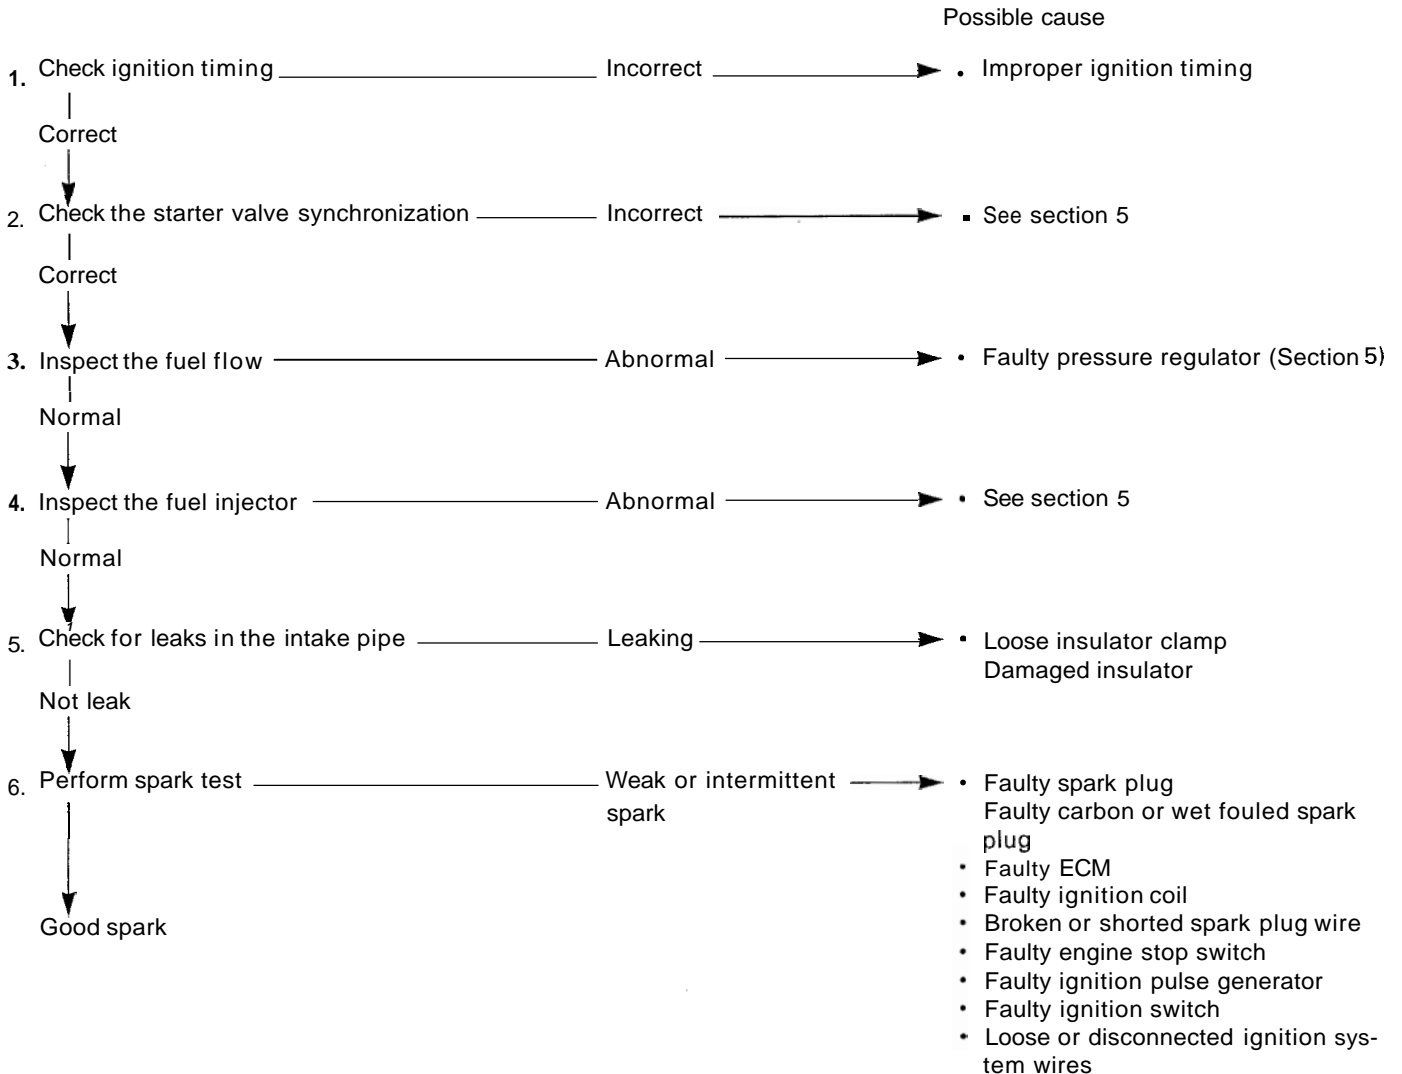 Possible cause
1. Check ignition timing Incorrect • Improper ignition timing
Correct
2. Check the starter valve synchronization Incorrect ▪ See section 5
Correct
3. Inspect the fuel flow Abnormal • Faulty pressure regulator (Section 5)
Normal
4. Inspect the fuel injector Abnormal • See section 5
Normal
5. Check for leaks in the intake pipe Leaking • Loose insulator clamp
Damaged insulator
Not leak
6. Perform spark test Weak or intermittent • Faulty spark plug
spark Faulty carbon or wet fouled spark
plug
• Faulty ECM
• Faulty ignition coil
Good spark • Broken or shorted spark plug wire
• Faulty engine stop switch
• Faulty ignition pulse generator
• Faulty ignition switch
• Loose or disconnected ignition sys-
tem wires